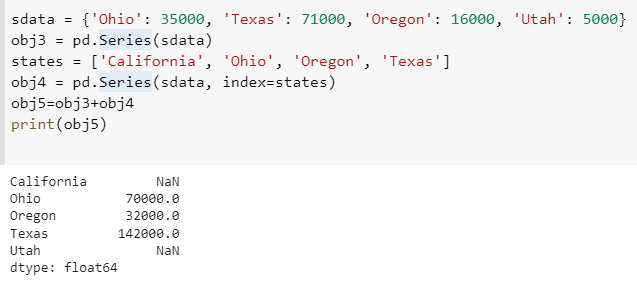 sdata = {'Ohio': 35000, 'Texas': 71000, 'Oregon': 16000, 'Utah': 5000}
obj3 = pd.Series(sdata)
states = ['California', 'Ohio', 'Oregon', 'Texas']
obj4 = pd.Series(sdata, index=states)
obj5=obj3+obj4
print(obj5)
California         NaN
Ohio           70000.0
Oregon         32000.0
Texas         142000.0
Utah               NaN
dtype: float64